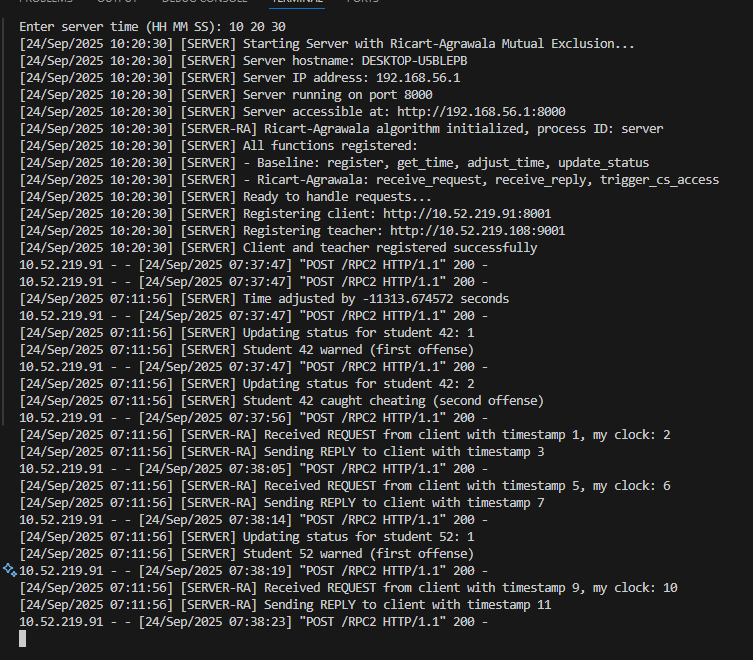 PROBLEMS OUTPUT DEBUG CONSOLE TERMINAL PORTS
Enter server time (HH MM SS): 10 20 30
[24/Sep/2025 10:20:30] [SERVER] Starting Server with Ricart-Agrawala Mutual Exclusion...
[24/Sep/2025 10:20:30] [SERVER] Server hostname: DESKTOP-U5BLEPB
[24/Sep/2025 10:20:30] [SERVER] Server IP address: 192.168.56.1
[24/Sep/2025 10:20:30] [SERVER] Server running on port 8000
[24/Sep/2025 10:20:30] [SERVER] Server accessible at: http://192.168.56.1:8000
[24/Sep/2025 10:20:30] [SERVER-RA] Ricart-Agrawala algorithm initialized, process ID: server
[24/Sep/2025 10:20:30] [SERVER] All functions registered:
[24/Sep/2025 10:20:30] [SERVER] - Baseline: register, get_time, adjust_time, update_status
[24/Sep/2025 10:20:30] [SERVER] - Ricart-Agrawala: receive_request, receive_reply, trigger_cs_access
[24/Sep/2025 10:20:30] [SERVER] Ready to handle requests...
[24/Sep/2025 10:20:30] [SERVER] Registering client: http://10.52.219.91:8001
[24/Sep/2025 10:20:30] [SERVER] Registering teacher: http://10.52.219.108:9001
[24/Sep/2025 10:20:30] [SERVER] Client and teacher registered successfully
10.52.219.91 - - [24/Sep/2025 07:37:47] "POST /RPC2 HTTP/1.1" 200 -
10.52.219.91 - - [24/Sep/2025 07:37:47] "POST /RPC2 HTTP/1.1" 200 -
[24/Sep/2025 07:11:56] [SERVER] Time adjusted by -11313.674572 seconds
10.52.219.91 - - [24/Sep/2025 07:37:47] "POST /RPC2 HTTP/1.1" 200 -
[24/Sep/2025 07:11:56] [SERVER] Updating status for student 42: 1
[24/Sep/2025 07:11:56] [SERVER] Student 42 warned (first offense)
10.52.219.91 - - [24/Sep/2025 07:37:47] "POST /RPC2 HTTP/1.1" 200 -
[24/Sep/2025 07:11:56] [SERVER] Updating status for student 42: 2
[24/Sep/2025 07:11:56] [SERVER] Student 42 caught cheating (second offense)
10.52.219.91 - - [24/Sep/2025 07:37:56] "POST /RPC2 HTTP/1.1" 200 -
[24/Sep/2025 07:11:56] [SERVER-RA] Received REQUEST from client with timestamp 1, my clock: 2
[24/Sep/2025 07:11:56] [SERVER-RA] Sending REPLY to client with timestamp 3
10.52.219.91 - - [24/Sep/2025 07:38:05] "POST /RPC2 HTTP/1.1" 200 -
[24/Sep/2025 07:11:56] [SERVER-RA] Received REQUEST from client with timestamp 5, my clock: 6
[24/Sep/2025 07:11:56] [SERVER-RA] Sending REPLY to client with timestamp 7
10.52.219.91 - - [24/Sep/2025 07:38:14] "POST /RPC2 HTTP/1.1" 200 -
[24/Sep/2025 07:11:56] [SERVER] Updating status for student 52: 1
[24/Sep/2025 07:11:56] [SERVER] Student 52 warned (first offense)
10.52.219.91 - - [24/Sep/2025 07:38:19] "POST /RPC2 HTTP/1.1" 200 -
[24/Sep/2025 07:11:56] [SERVER-RA] Received REQUEST from client with timestamp 9, my clock: 10
[24/Sep/2025 07:11:56] [SERVER-RA] Sending REPLY to client with timestamp 11
10.52.219.91 - - [24/Sep/2025 07:38:23] "POST /RPC2 HTTP/1.1" 200 -